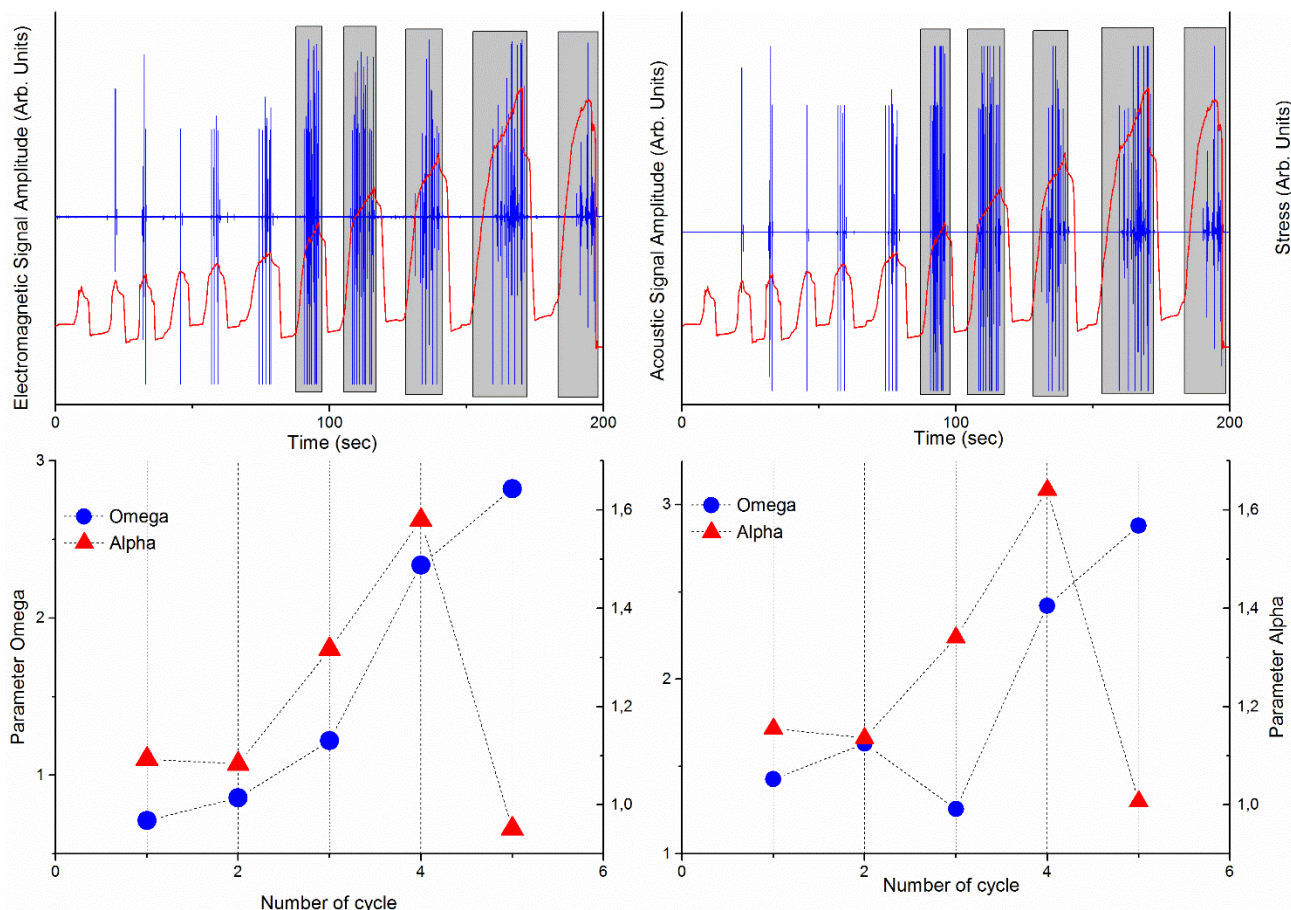 Electromagnetic Signal Amplitude (Arb. Units)
0
100
200
Time (sec)
Acoustic Signal Amplitude (Arb. Units)
Stress (Arb. Units)
0
100
200
Time (sec)
Parameter Omega
3
2
1
Omega
Alpha
1,6
1,4
1,2
1,0
0
2
4
6
Number of cycle
3
2
1
Omega
Alpha
1,6
1,4
1,2
1,0
Parameter Alpha
0
2
4
6
Number of cycle